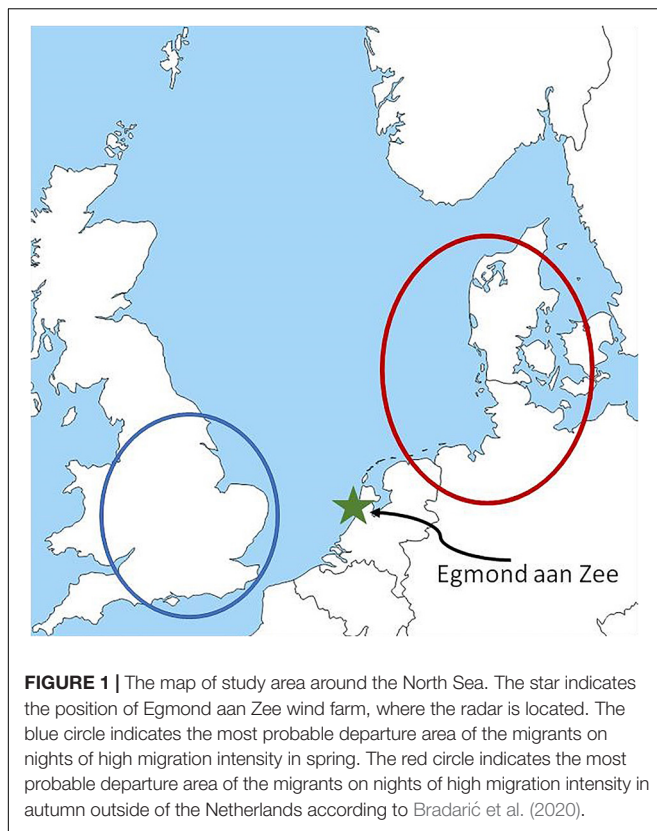 Egmond aan Zee
FIGURE 1 | The map of study area around the North Sea. The star indicates
the position of Egmond aan Zee wind farm, where the radar is located. The
blue circle indicates the most probable departure area of the migrants on
nights of high migration intensity in spring. The red circle indicates the most
probable departure area of the migrants on nights of high migration intensity in
autumn outside of the Netherlands according to Bradarić et al. (2020).